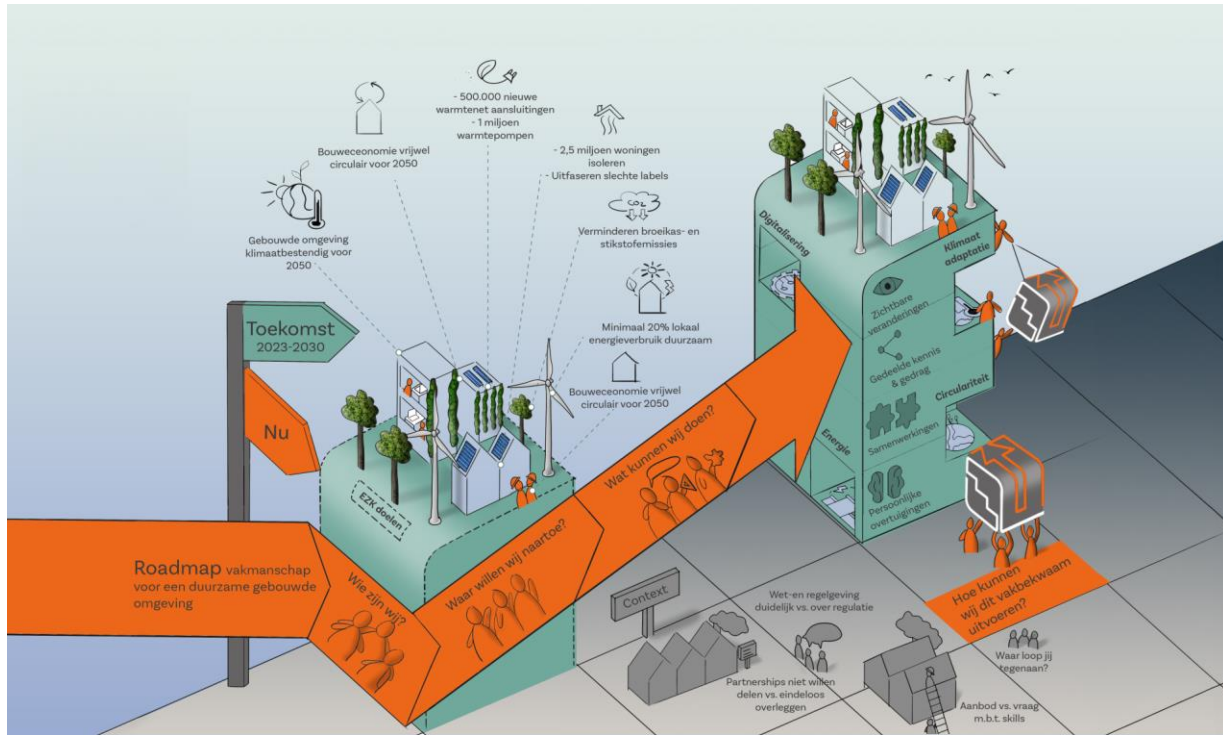 - 500.000 nieuwe
warmtenet aansluitingen
- 1 miljoen
warmtepompen
Bouweconomie vrijwel
circulair voor 2050
- 2,5 miljoen woningen
isoleren
- Uitfaseren slechte labels
CO2
Verminderen broeikas- en
stikstofemissies
Gebouwde omgeving
klimaatbestendig voor
2050
Minimaal 20% lokaal
energieverbruik duurzaam
Bouweconomie vrijwel
circulair voor 2050
Toekomst
2023-2030
Nu
EZK doelen
Roadmap vakmanschap
voor een duurzame gebouwde
omgeving
Wie zijn wij?
Waar willen wij naartoe?
Wat kunnen wij doen?
Digitalisering
Energie
Klimaat
adaptatie
Zichtbare
veranderingen
Gedeelde kennis
& gedrag
Circulariteit
Samenwerkingen
Persoonlijke
overtuigingen
Hoe kunnen
wij dit vakbekwaam
uitvoeren?
Context
Wet-en regelgeving
duidelijk vs. over regulatie
Partnerships niet willen
delen vs. eindeloos
overleggen
Waar loop jij
tegenaan?
Aanbod vs. vraag
m.b.t. skills